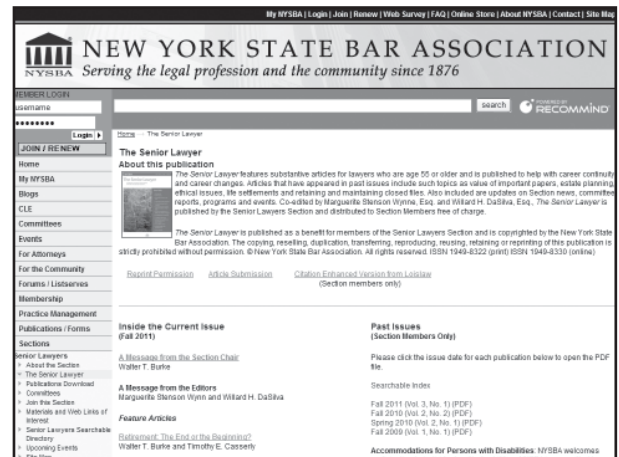 My NYSBA | Login | Join | Renew | Web Survey | FAQ | Online Store | About NYSBA | Contact | Site Map
NYSBA
NEW YORK STATE BAR ASSOCIATION
Serving the legal profession and the community since 1876
MEMBER LOGIN
username
Login
JOIN / RENEW
Home
My NYSBA
Blogs
CLE
Committees
Events
For Attorneys
For the Community
Forums / Listserves
Membership
Practice Management
Publications / Forms
Sections
Senior Lawyers
About the Section
The Senior Lawyer
Publications Download
Committees
Join this Section
Materials and Web Links of
Interest
Senior Lawyers Searchable
Directory
Upcoming Events
Site Map
search
POWERED BY
RECOMMIND
Home → The Senior Lawyer
The Senior Lawyer
About this publication
The Senior Lawyer features substantive articles for lawyers who are age 55 or older and is published to help with career continuity
and career changes. Articles that have appeared in past issues include such topics as value of important papers, estate planning,
ethical issues, life settlements and retaining and maintaining closed files. Also included are updates on Section news, committee
reports, programs and events. Co-edited by Marguerite Stenson Wynne, Esq. and Willard H. DaSilva, Esq., The Senior Lawyer is
published by the Senior Lawyers Section and distributed to Section Members free of charge.
The Senior Lawyer is published as a benefit for members of the Senior Lawyers Section and is copyrighted by the New York State
Bar Association. The copying, reselling, duplication, transferring, reproducing, reusing, retaining or reprinting of this publication is
strictly prohibited without permission. © New York State Bar Association. All rights reserved. ISSN 1949-8322 (print) ISSN 1949-8330 (online)
Reprint Permission Article Submission Citation Enhanced Version from Loislaw
(Section members only)
Inside the Current Issue
(Fall 2011)
A Message from the Section Chair
Walter T. Burke
A Message from the Editors
Marguerite Stenson Wynn and Willard H. DaSilva
Feature Articles
Retirement: The End or the Beginning?
Walter T. Burke and Timothy E. Casserly
Past Issues
(Section Members Only)
Please click the issue date for each publication below to open the PDF
file.
Searchable Index
Fall 2011 (Vol. 3, No. 1) (PDF)
Fall 2010 (Vol. 2, No. 2) (PDF)
Spring 2010 (Vol. 2, No. 1) (PDF)
Fall 2009 (Vol. 1, No. 1) (PDF)
Accommodations for Persons with Disabilities: NYSBA welcomes